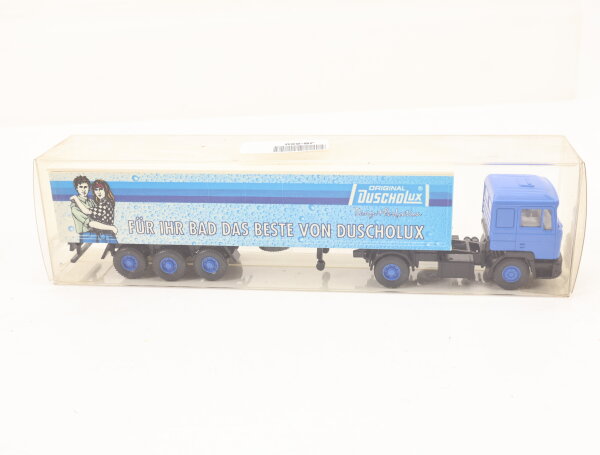 ORIGINAL
DUSCHOLUX ®
FÜR IHR BAD DAS BESTE VON DUSCHOLUX